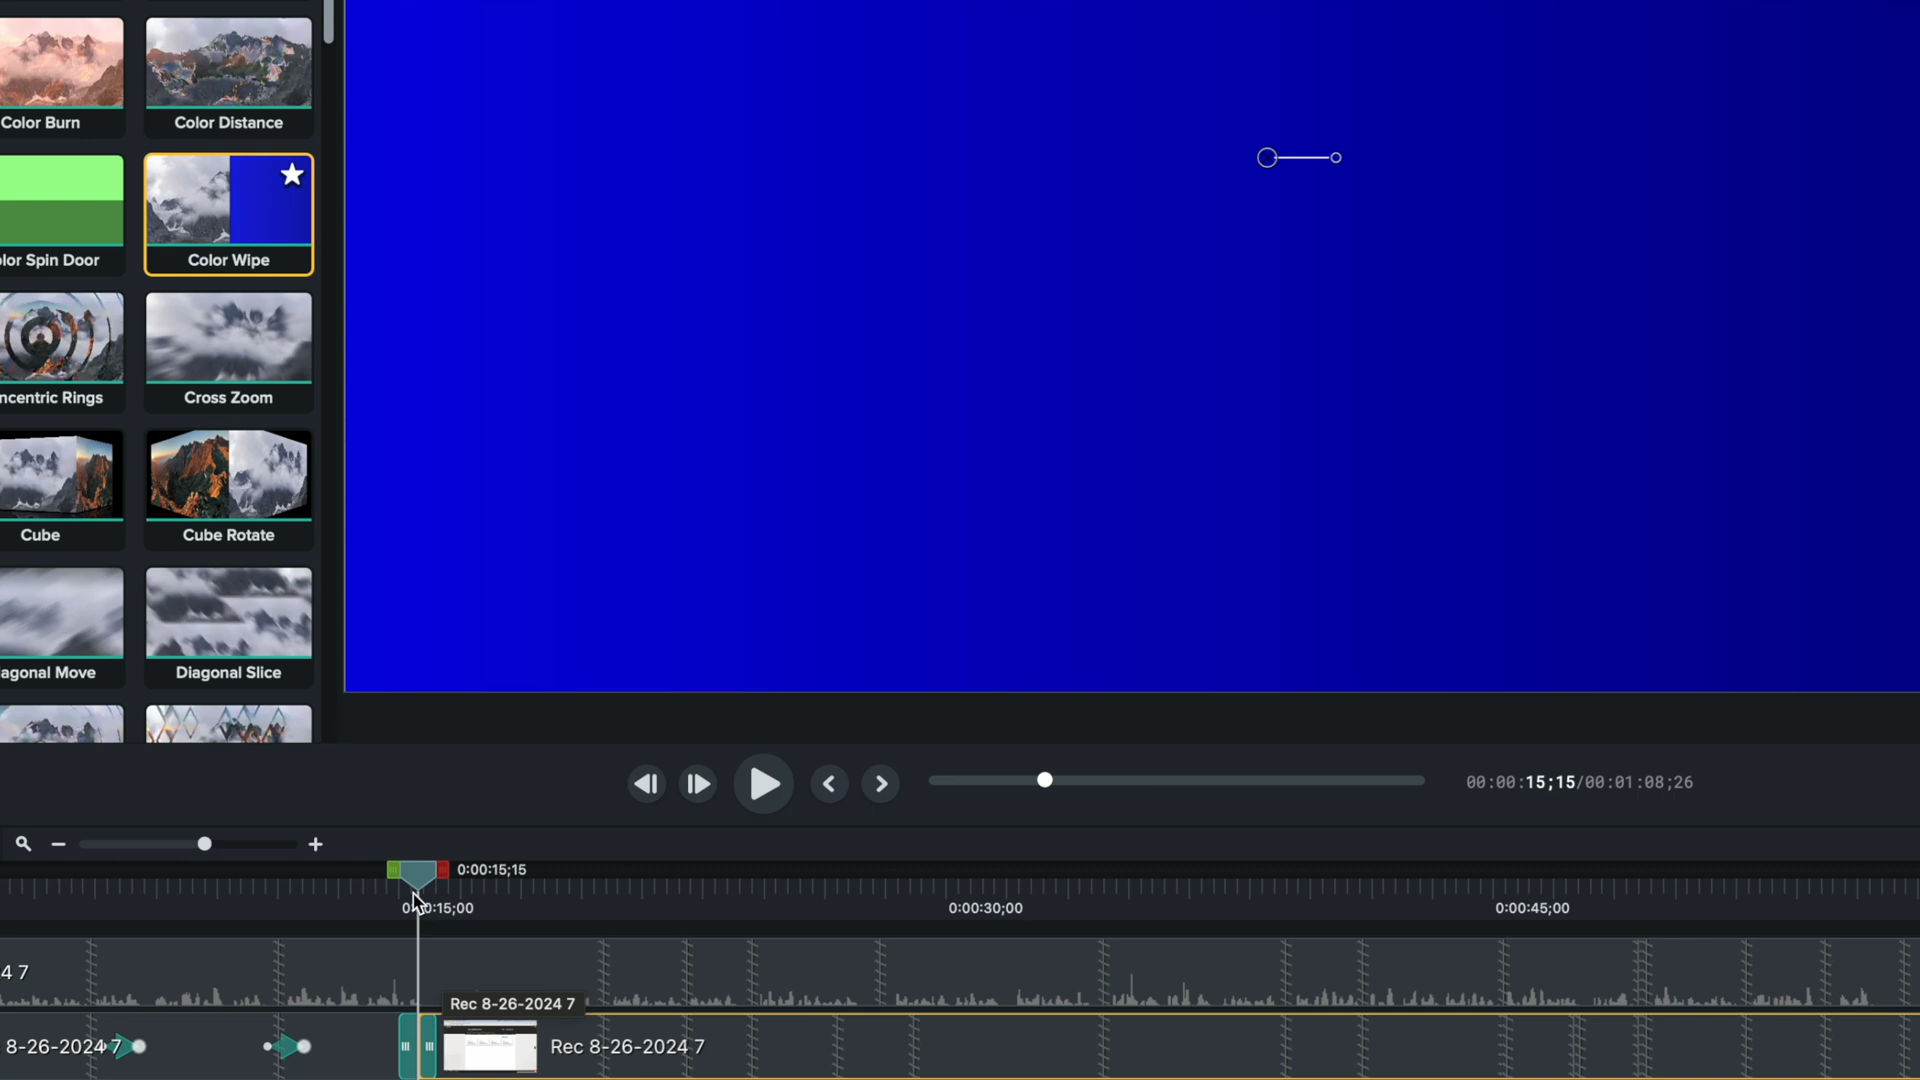 Color Burn
Color Distance
olor Spin Door
Color Wipe
ncentric Rings
Cross Zoom
Cube
Cube Rotate
iagonal Move
Diagonal Slice
00:00:15;15/00:01:08;26
0:00:15;15
0:00:15;00
0:00:30;00
0:00:45;00
4 7
Rec 8-26-2024 7
8-26-2024 7
Rec 8-26-2024 7